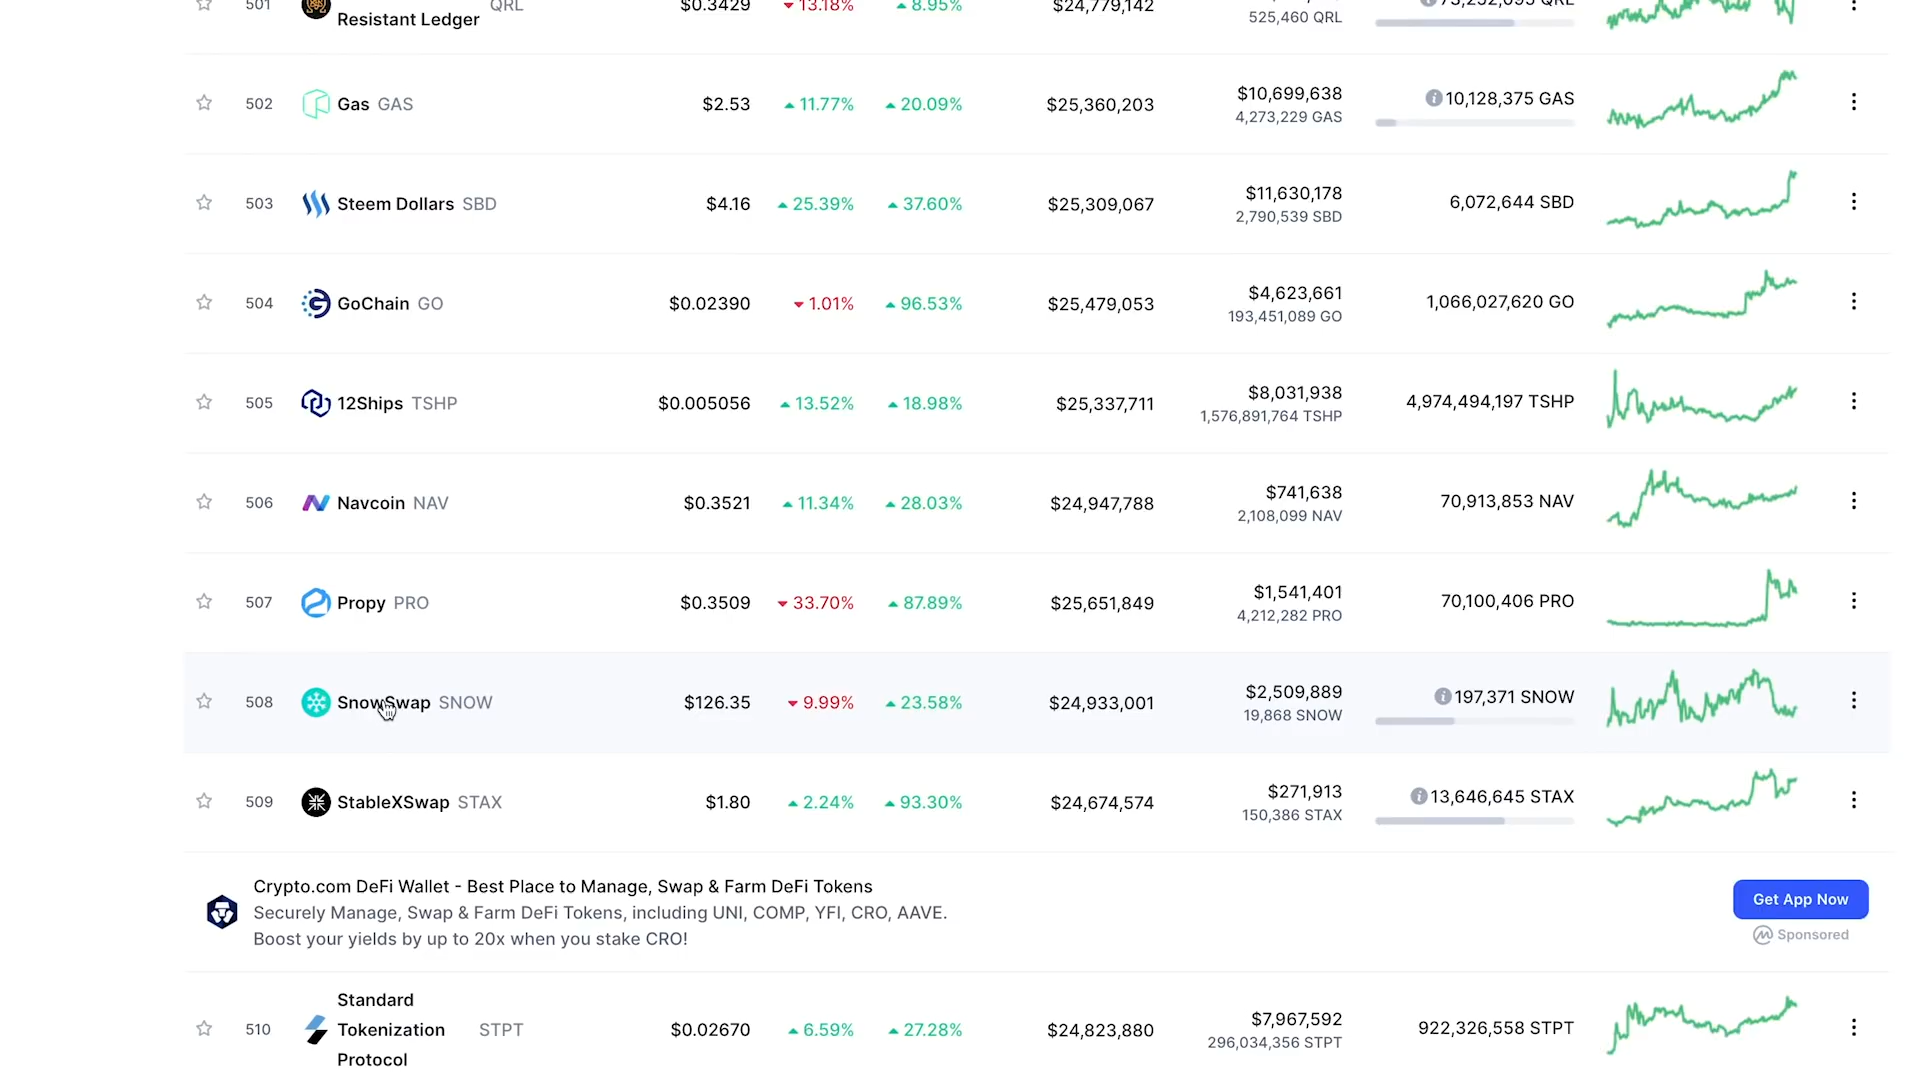 501 Resistant Ledger QRL $0.3429 13.18% 8.95% $24,779,142 525,460 QRL 73,252,095 QRL
502 Gas GAS $2.53 11.77% 20.09% $25,360,203 $10,699,638 10,128,375 GAS
4,273,229 GAS
503 Steem Dollars SBD $4.16 25.39% 37.60% $25,309,067 $11,630,178 6,072,644 SBD
2,790,539 SBD
504 GoChain GO $0.02390 1.01% 96.53% $25,479,053 $4,623,661 1,066,027,620 GO
193,451,089 GO
505 12Ships TSHP $0.005056 13.52% 18.98% $25,337,711 $8,031,938 4,974,494,197 TSHP
1,576,891,764 TSHP
506 Navcoin NAV $0.3521 11.34% 28.03% $24,947,788 $741,638 70,913,853 NAV
2,108,099 NAV
507 Propy PRO $0.3509 33.70% 87.89% $25,651,849 $1,541,401 70,100,406 PRO
4,212,282 PRO
508 SnowSwap SNOW $126.35 9.99% 23.58% $24,933,001 $2,509,889 197,371 SNOW
19,868 SNOW
509 StableXSwap STAX $1.80 2.24% 93.30% $24,674,574 $271,913 13,646,645 STAX
150,386 STAX
Crypto.com DeFi Wallet - Best Place to Manage, Swap & Farm DeFi Tokens
Securely Manage, Swap & Farm DeFi Tokens, including UNI, COMP, YFI, CRO, AAVE.
Boost your yields by up to 20x when you stake CRO!
Get App Now
Sponsored
510 Standard Tokenization Protocol STPT $0.02670 6.59% 27.28% $24,823,880 $7,967,592 922,326,558 STPT
296,034,356 STPT